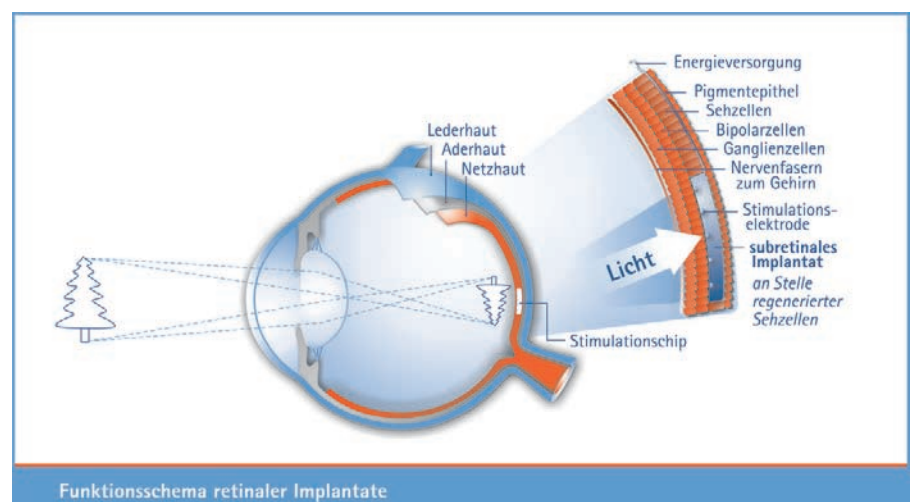 Energieversorgung
Pigmentepithel
Sehzellen
Bipolarzellen
Ganglienzellen
Nervenfasern
zum Gehirn
Stimulations-
elektrode
subretinales
Implantat
an Stelle
regenerierter
Sehzellen
Lederhaut
Aderhaut
Netzhaut
Licht
Stimulationschip
Funktionsschema retinaler Implantate